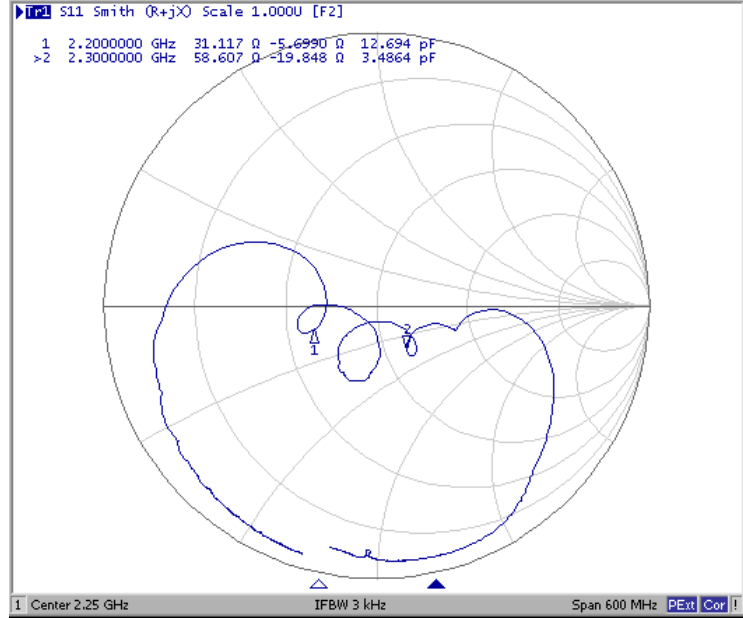 ▶Tr1 S11 Smith (R+jX) Scale 1.000U [F2]
1 2.2000000 GHz 31.117 Ω -5.6990 Ω 12.694 pF
>2 2.3000000 GHz 58.607 Ω -19.848 Ω 3.4864 pF
2
1
1 Center 2.25 GHz IFBW 3 kHz Span 600 MHz PExt Cor !